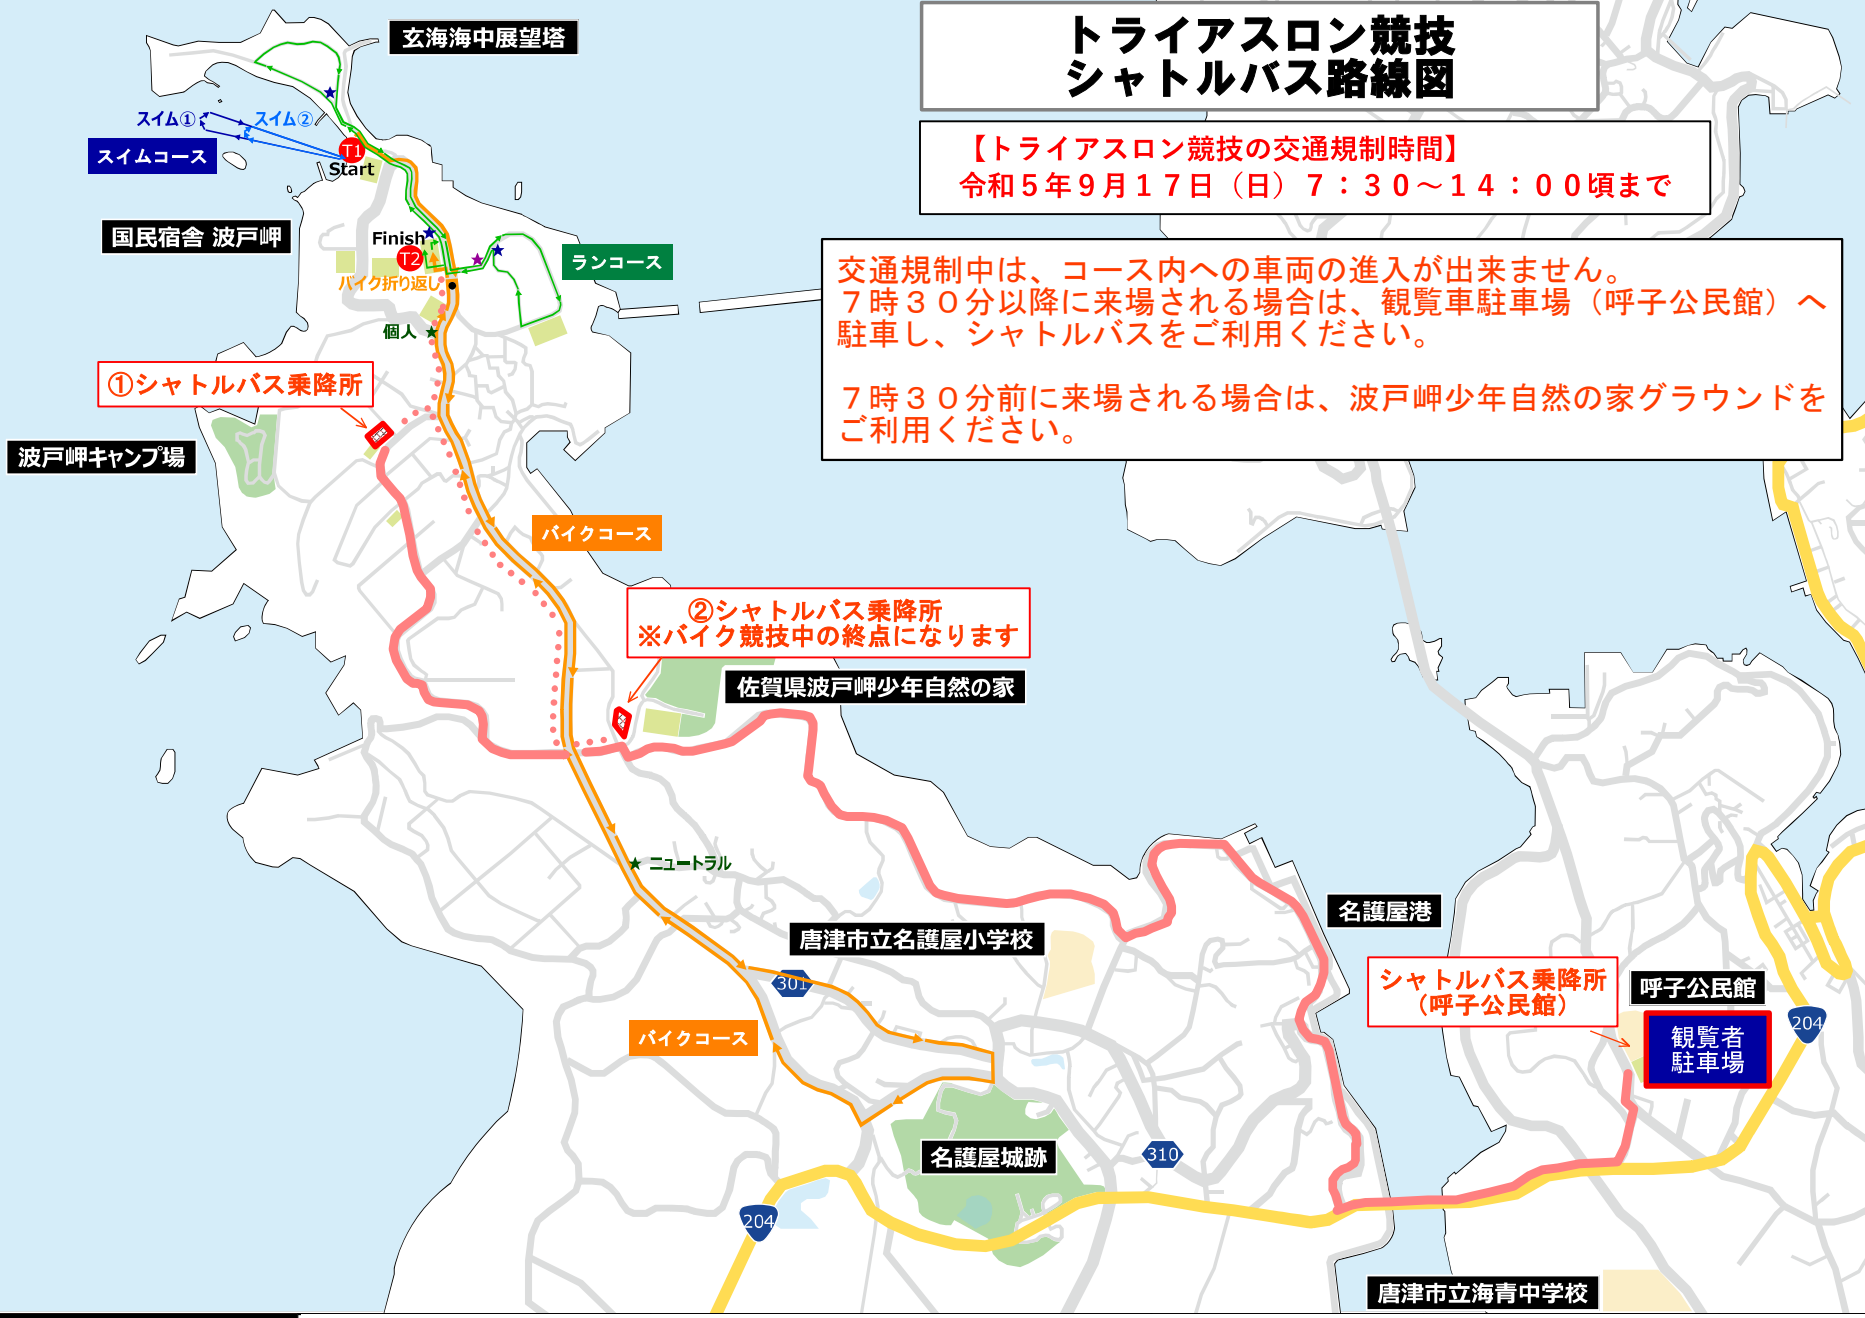 トライアスロン競技
シャトルバス路線図
【トライアスロン競技の交通規制時間】
令和５年９月１７日（日）７：３０～１４：００頃まで
交通規制中は、コース内への車両の進入が出来ません。
７時３０分以降に来場される場合は、観覧車駐車場（呼子公民館）へ
駐車し、シャトルバスをご利用ください。
７時３０分前に来場される場合は、波戸岬少年自然の家グラウンドを
ご利用ください。
玄海海中展望塔
スイム①
スイム②
スイムコース
T1
Start
国民宿舎 波戸岬
Finish
T2
バイク折り返し
ランコース
個人
①シャトルバス乗降所
波戸岬キャンプ場
バイクコース
②シャトルバス乗降所
※バイク競技中の終点になります
佐賀県波戸岬少年自然の家
ニュートラル
名護屋港
唐津市立名護屋小学校
301
シャトルバス乗降所
（呼子公民館）
呼子公民館
観覧者
駐車場
204
バイクコース
名護屋城跡
310
204
唐津市立海青中学校